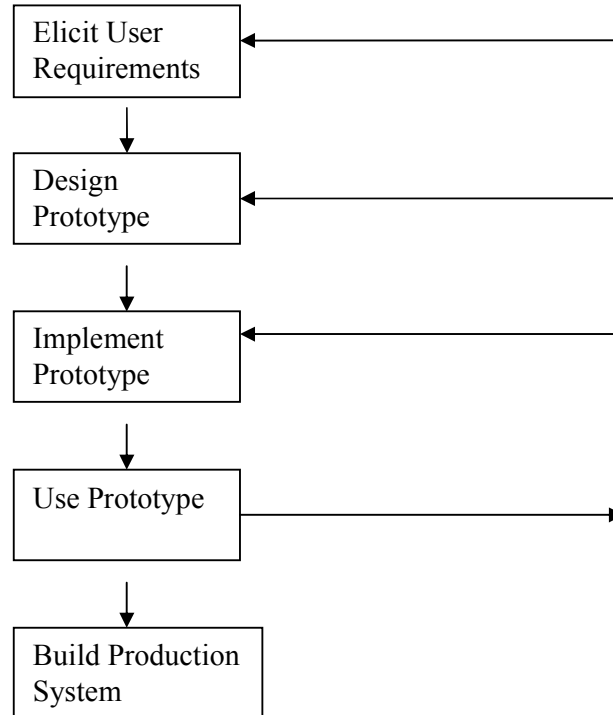 Elicit User
Requirements
Design
Prototype
Implement
Prototype
Use Prototype
Build Production
System